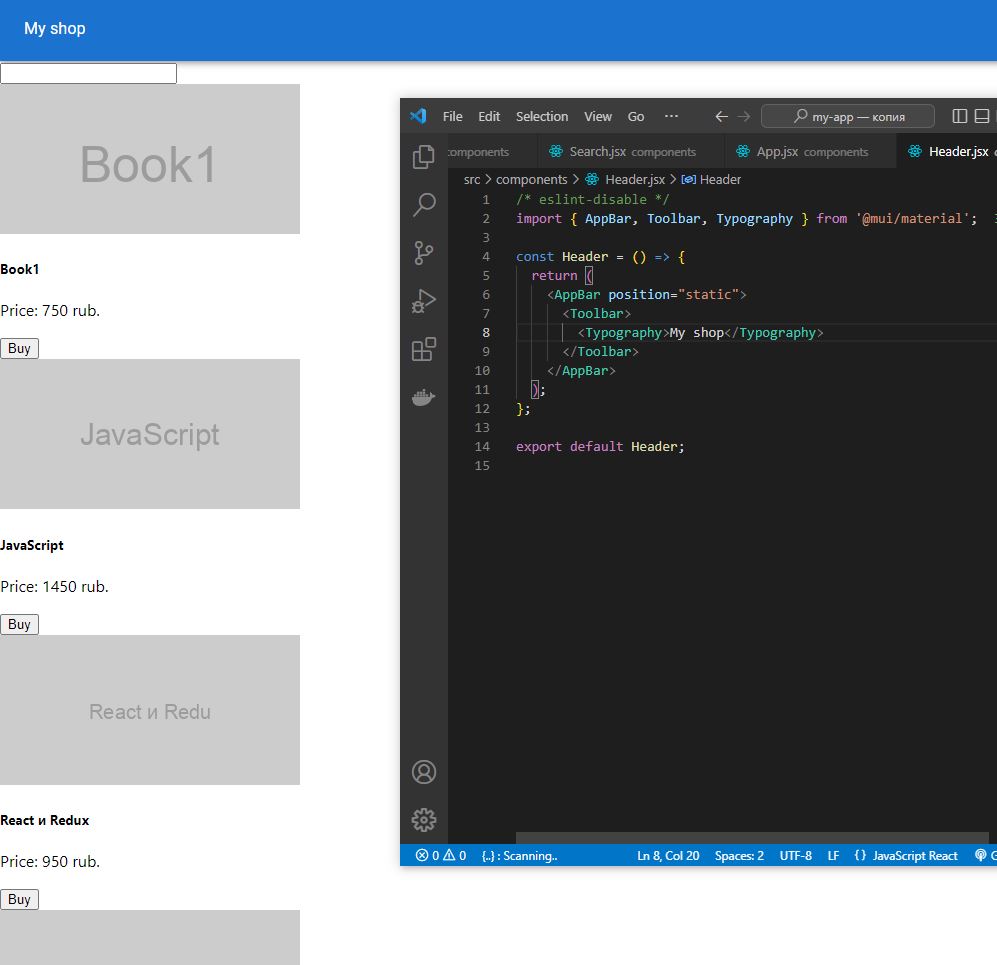 My shop
Book1
Book1
Price: 750 rub.
Buy
JavaScript
JavaScript
Price: 1450 rub.
Buy
React и Redu
React и Redux
Price: 950 rub.
Buy
File Edit Selection View Go ··· my-app — копия
components Search.jsx components App.jsx components Header.jsx
src > components > Header.jsx > Header
1 /* eslint-disable */
2 import { AppBar, Toolbar, Typography } from '@mui/material';
3
4 const Header = () => {
5 return (
6 <AppBar position="static">
7 <Toolbar>
8 <Typography>My shop</Typography>
9 </Toolbar>
10 </AppBar>
11 );
12 };
13
14 export default Header;
15
0 0 {..} : Scanning.. Ln 8, Col 20 Spaces: 2 UTF-8 LF {} JavaScript React